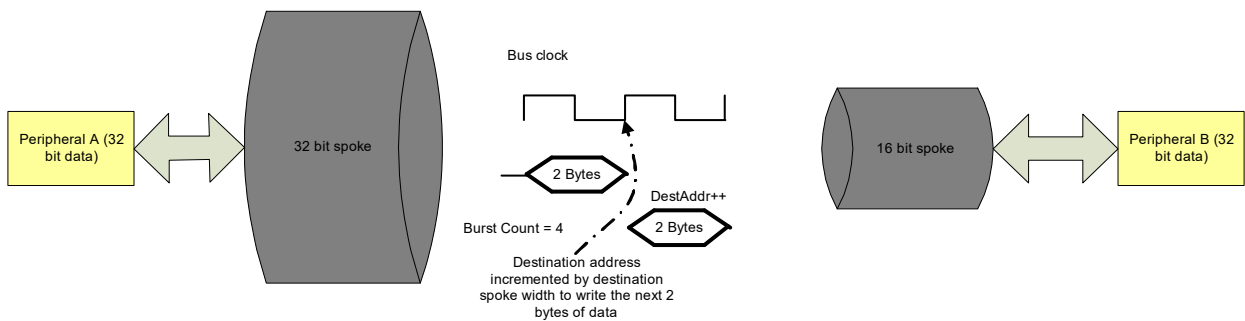 Bus clock
Peripheral A (32
bit data)
32 bit spoke
2 Bytes
DestAddr++
2 Bytes
Burst Count = 4
Destination address
incremented by destination
spoke width to write the next 2
bytes of data
16 bit spoke
Peripheral B (32
bit data)